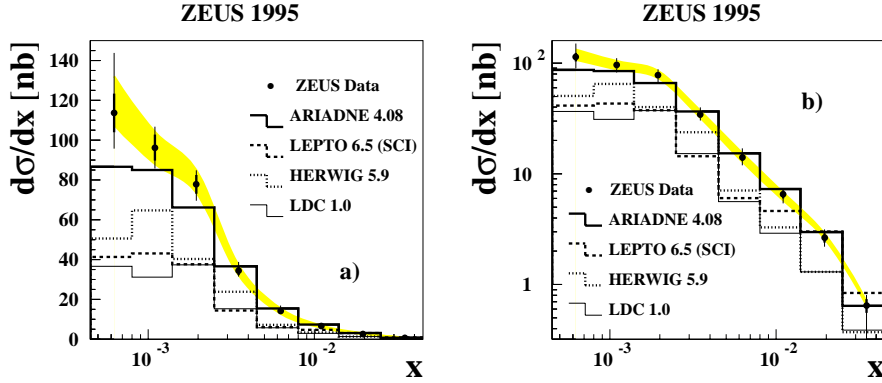 ZEUS 1995
dσ/dx [nb]
140
120
100
80
60
40
20
0
ZEUS Data
ARIADNE 4.08
LEPTO 6.5 (SCI)
HERWIG 5.9
LDC 1.0
a)
10⁻³
10⁻²
x
ZEUS 1995
dσ/dx [nb]
10²
10
1
b)
ZEUS Data
ARIADNE 4.08
LEPTO 6.5 (SCI)
HERWIG 5.9
LDC 1.0
10⁻³
10⁻²
x